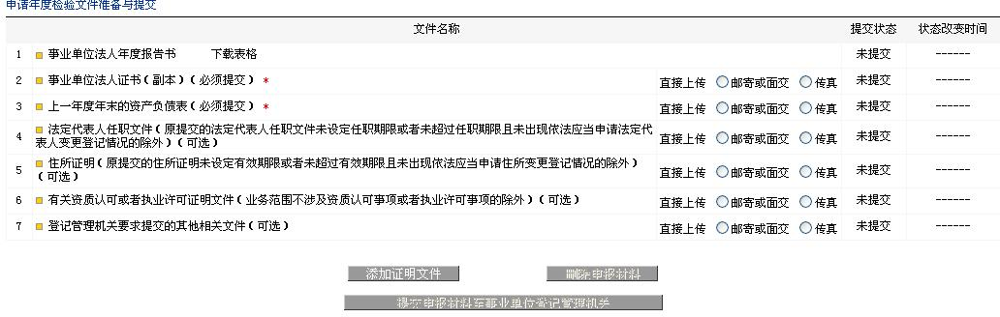 申请年度检验文件准备与提交
文件名称 提交状态 状态改变时间
1 事业单位法人年度报告书 下载表格 未提交 ------
2 事业单位法人证书（副本）（必须提交） * 直接上传 邮寄或面交 传真 未提交 ------
3 上一年度年末的资产负债表（必须提交） * 直接上传 邮寄或面交 传真 未提交 ------
4 法定代表人任职文件（原提交的法定代表人任职文件未设定任职期限或者未超过任职期限且未出现依法应当申请法定代
表人变更登记情况的除外）（可选） 直接上传 邮寄或面交 传真 未提交 ------
5 住所证明（原提交的住所证明未设定有效期限或者未超过有效期限且未出现依法应当申请住所变更登记情况的除外）
（可选） 直接上传 邮寄或面交 传真 未提交 ------
6 有关资质认可或者执业许可证明文件（业务范围不涉及资质认可事项或者执业许可事项的除外）（可选） 直接上传 邮寄或面交 传真 未提交 ------
7 登记管理机关要求提交的其他相关文件（可选） 直接上传 邮寄或面交 传真 未提交 ------
添加证明文件 删除申报材料
提交申报材料至事业单位登记管理机关